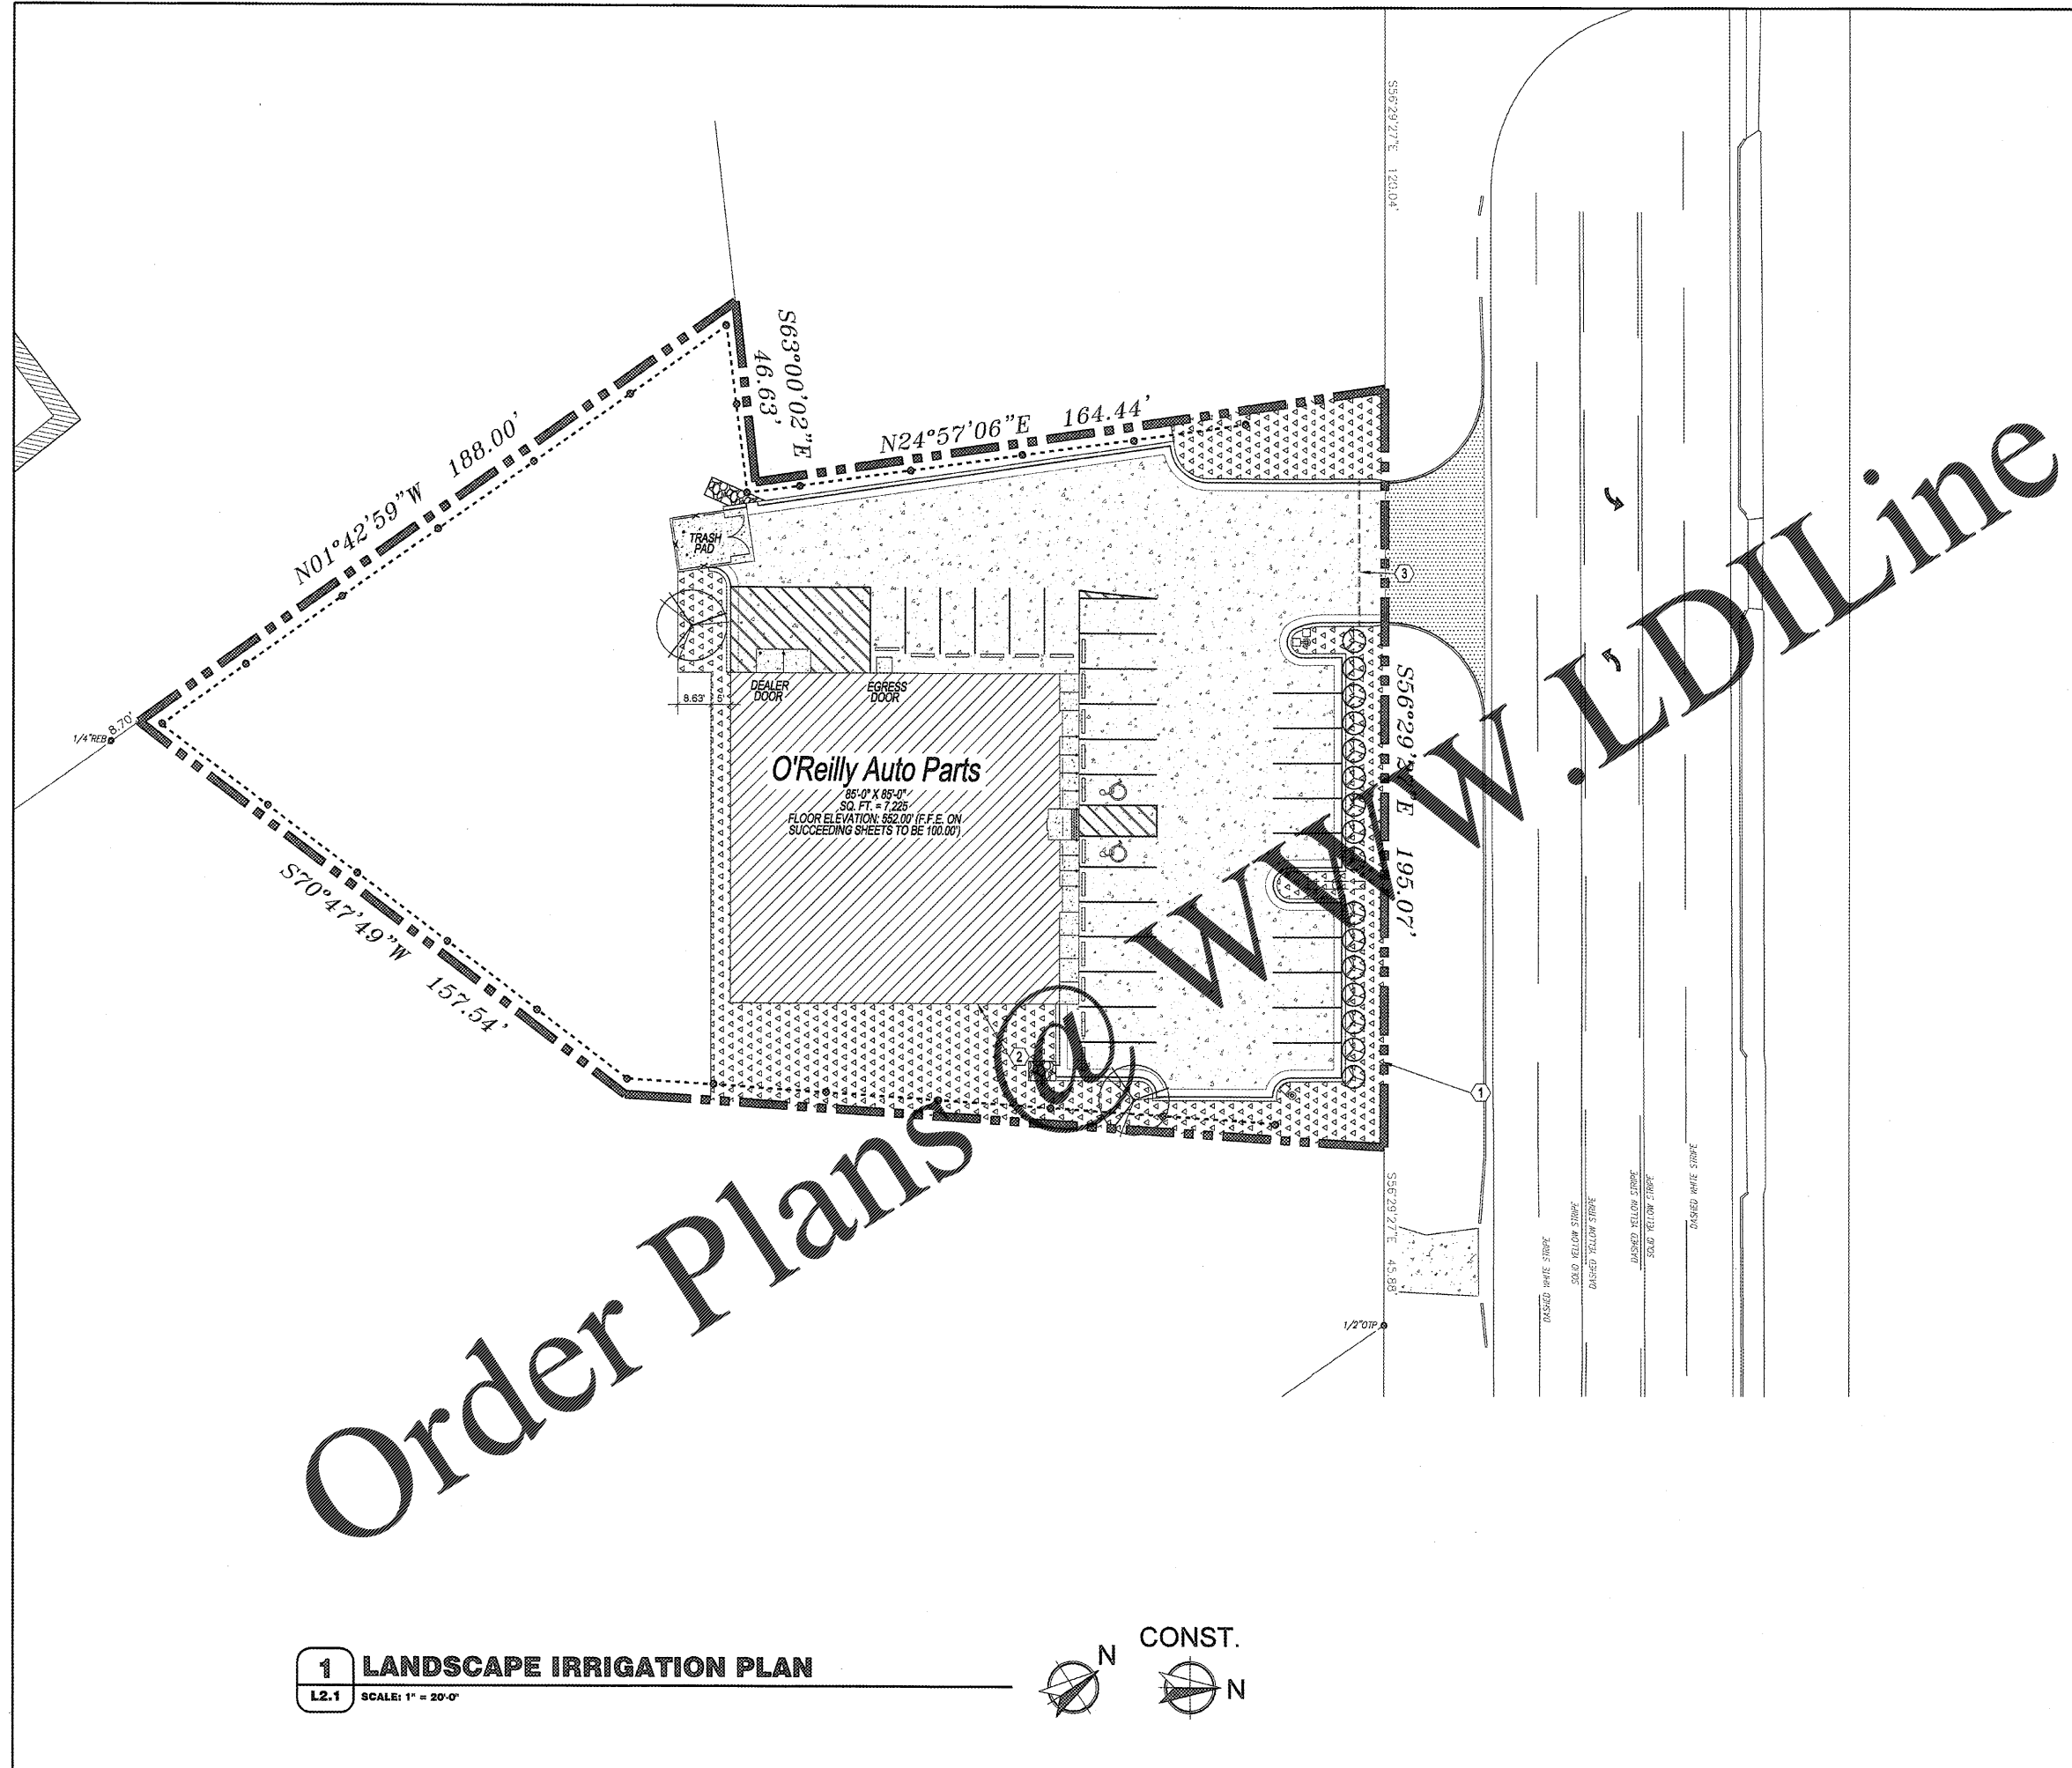 S56°29'27"E 120.04'
S63°00'02"E
46.63'
N24°57'06"E 164.44'
188.00'
N01°42'59"W
TRASH
PAD
3
8.70'
1/4"REB
8.63' 5'
DEALER
DOOR
EGRESS
DOOR
O'Reilly Auto Parts
85'-0" X 85'-0"
SQ. FT. = 7,225
FLOOR ELEVATION: 552.00' (F.F.E. ON
SUCCEEDING SHEETS TO BE 100.00')
195.07'
S70°47'49"W 157.54'
2
1
S56°29'27"E 45.88'
1/2"OTP
DASHED WHITE STRIPE
SOLID YELLOW STRIPE
DASHED YELLOW STRIPE
DASHED YELLOW STRIPE
SOLID YELLOW STRIPE
DASHED WHITE STRIPE
Order Plans @ www.LDILine
1 LANDSCAPE IRRIGATION PLAN
L2.1 SCALE: 1" = 20'-0"
N
CONST.
N